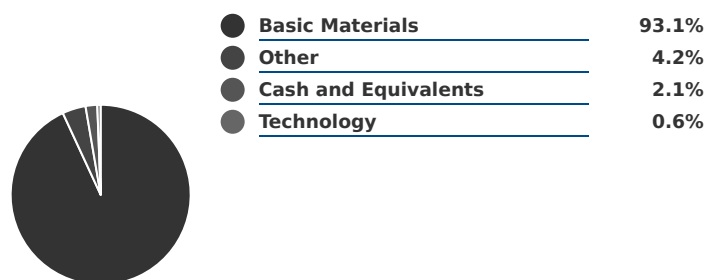 Basic Materials 93.1%
Other 4.2%
Cash and Equivalents 2.1%
Technology 0.6%